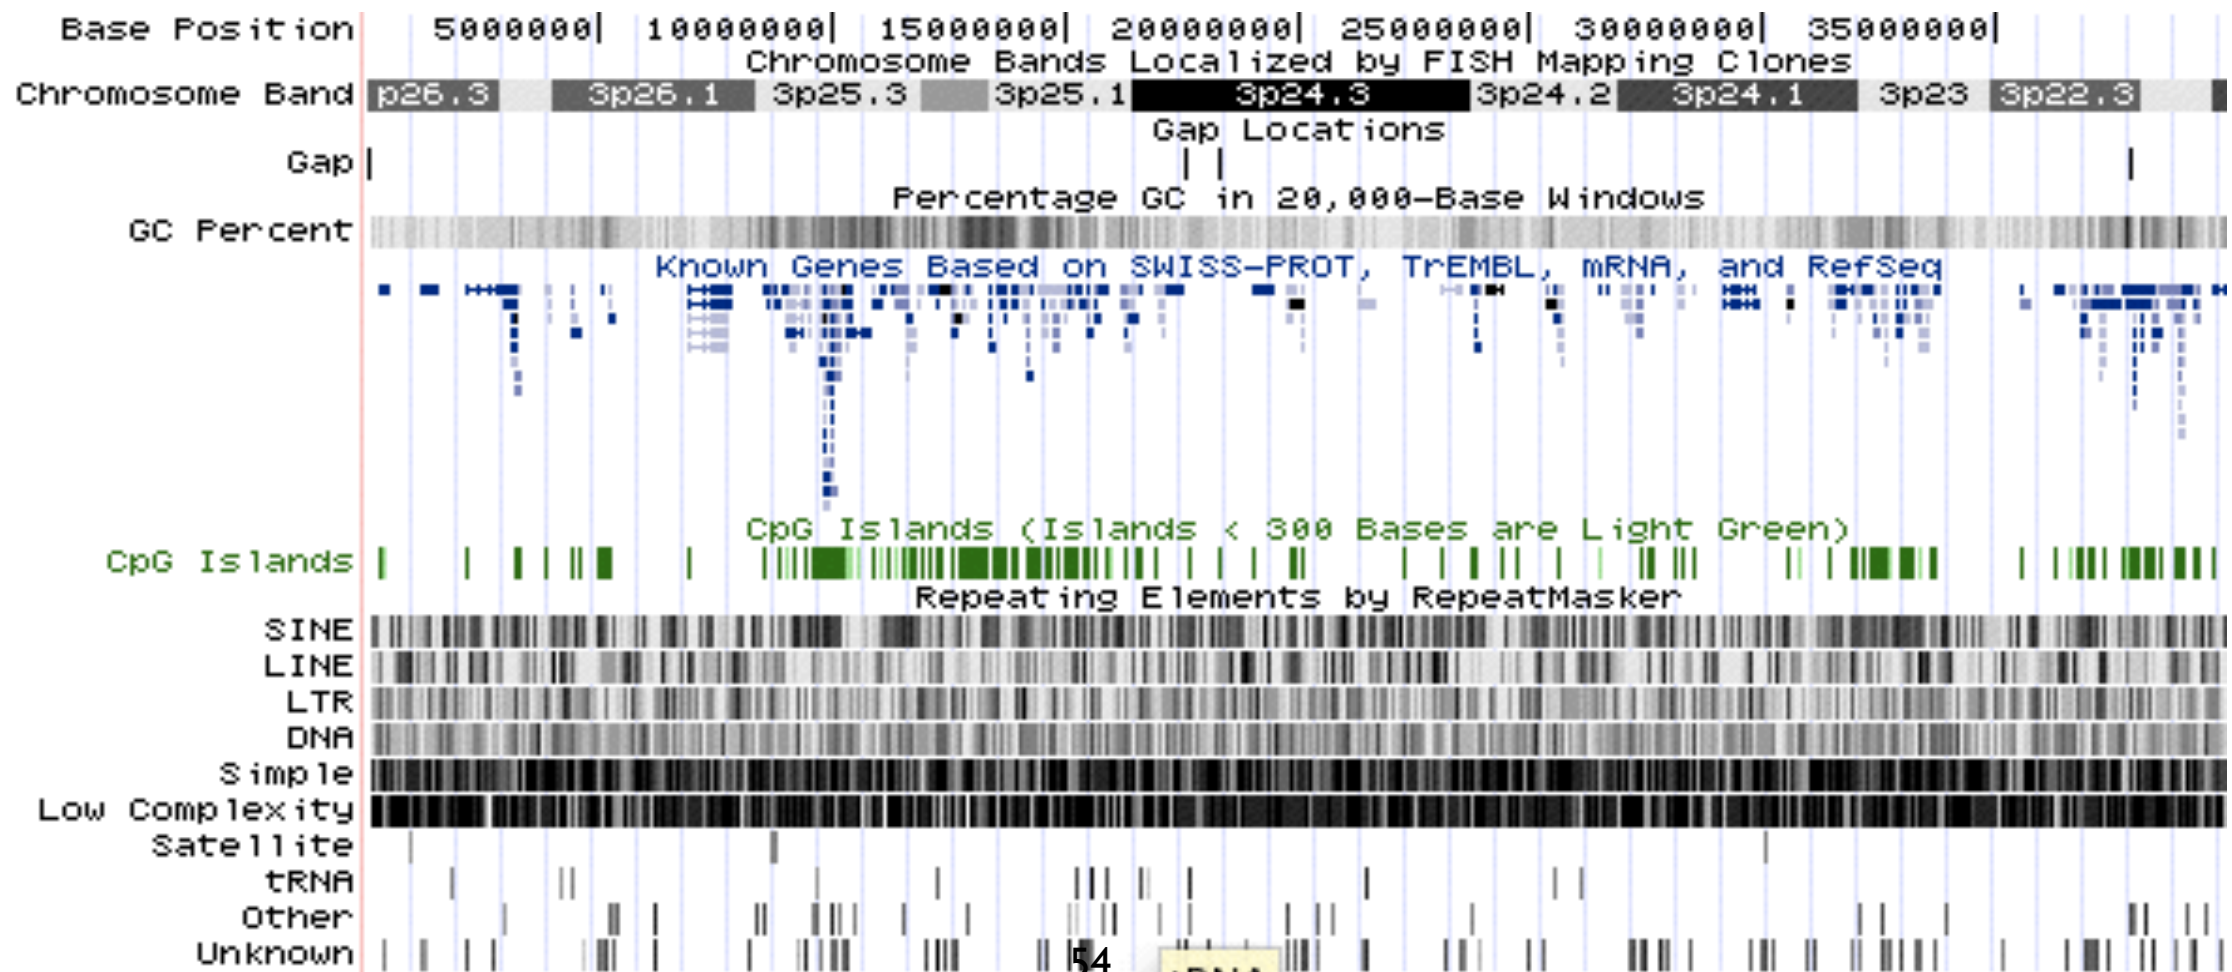 Base Position 5000000| 10000000| 15000000| 20000000| 25000000| 30000000| 35000000|
Chromosome Bands Localized by FISH Mapping Clones
Chromosome Band p26.3 3p26.1 3p25.3 3p25.1 3p24.3 3p24.2 3p24.1 3p23 3p22.3
Gap Locations
Gap
Percentage GC in 20,000-Base Windows
GC Percent
Known Genes Based on SWISS-PROT, TrEMBL, mRNA, and RefSeq
CpG Islands (Islands < 300 Bases are Light Green)
CpG Islands
Repeating Elements by RepeatMasker
SINE
LINE
LTR
DNA
Simple
Low Complexity
Satellite
tRNA
Other
Unknown
54